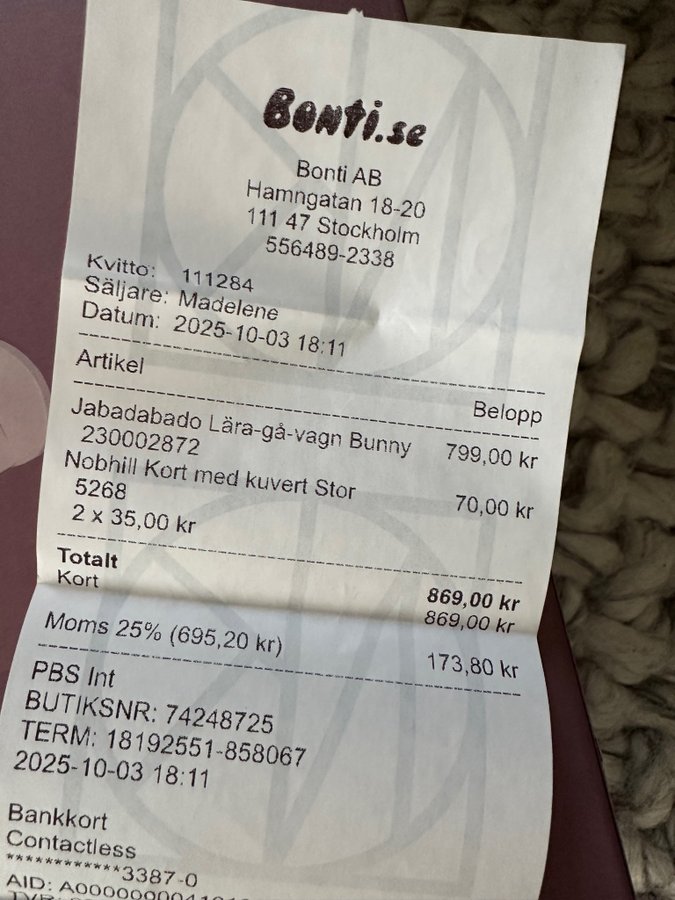 Bonti.se
Bonti AB
Hamngatan 18-20
111 47 Stockholm
556489-2338
Kvitto: 111284
Säljare: Madelene
Datum: 2025-10-03 18:11
Artikel Belopp
Jabadabado Lära-gå-vagn Bunny 799,00 kr
230002872
Nobhill Kort med kuvert Stor 70,00 kr
5268
2 x 35,00 kr
Totalt 869,00 kr
Kort 869,00 kr
Moms 25% (695,20 kr) 173,80 kr
PBS Int
BUTIKSNR: 74248725
TERM: 18192551-858067
2025-10-03 18:11
Bankkort
Contactless
************3387-0
AID: